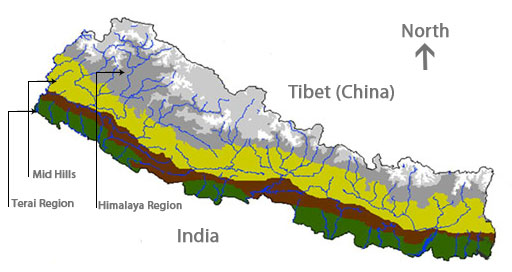 North
Tibet (China)
Mid Hills
Terai Region
Himalaya Region
India